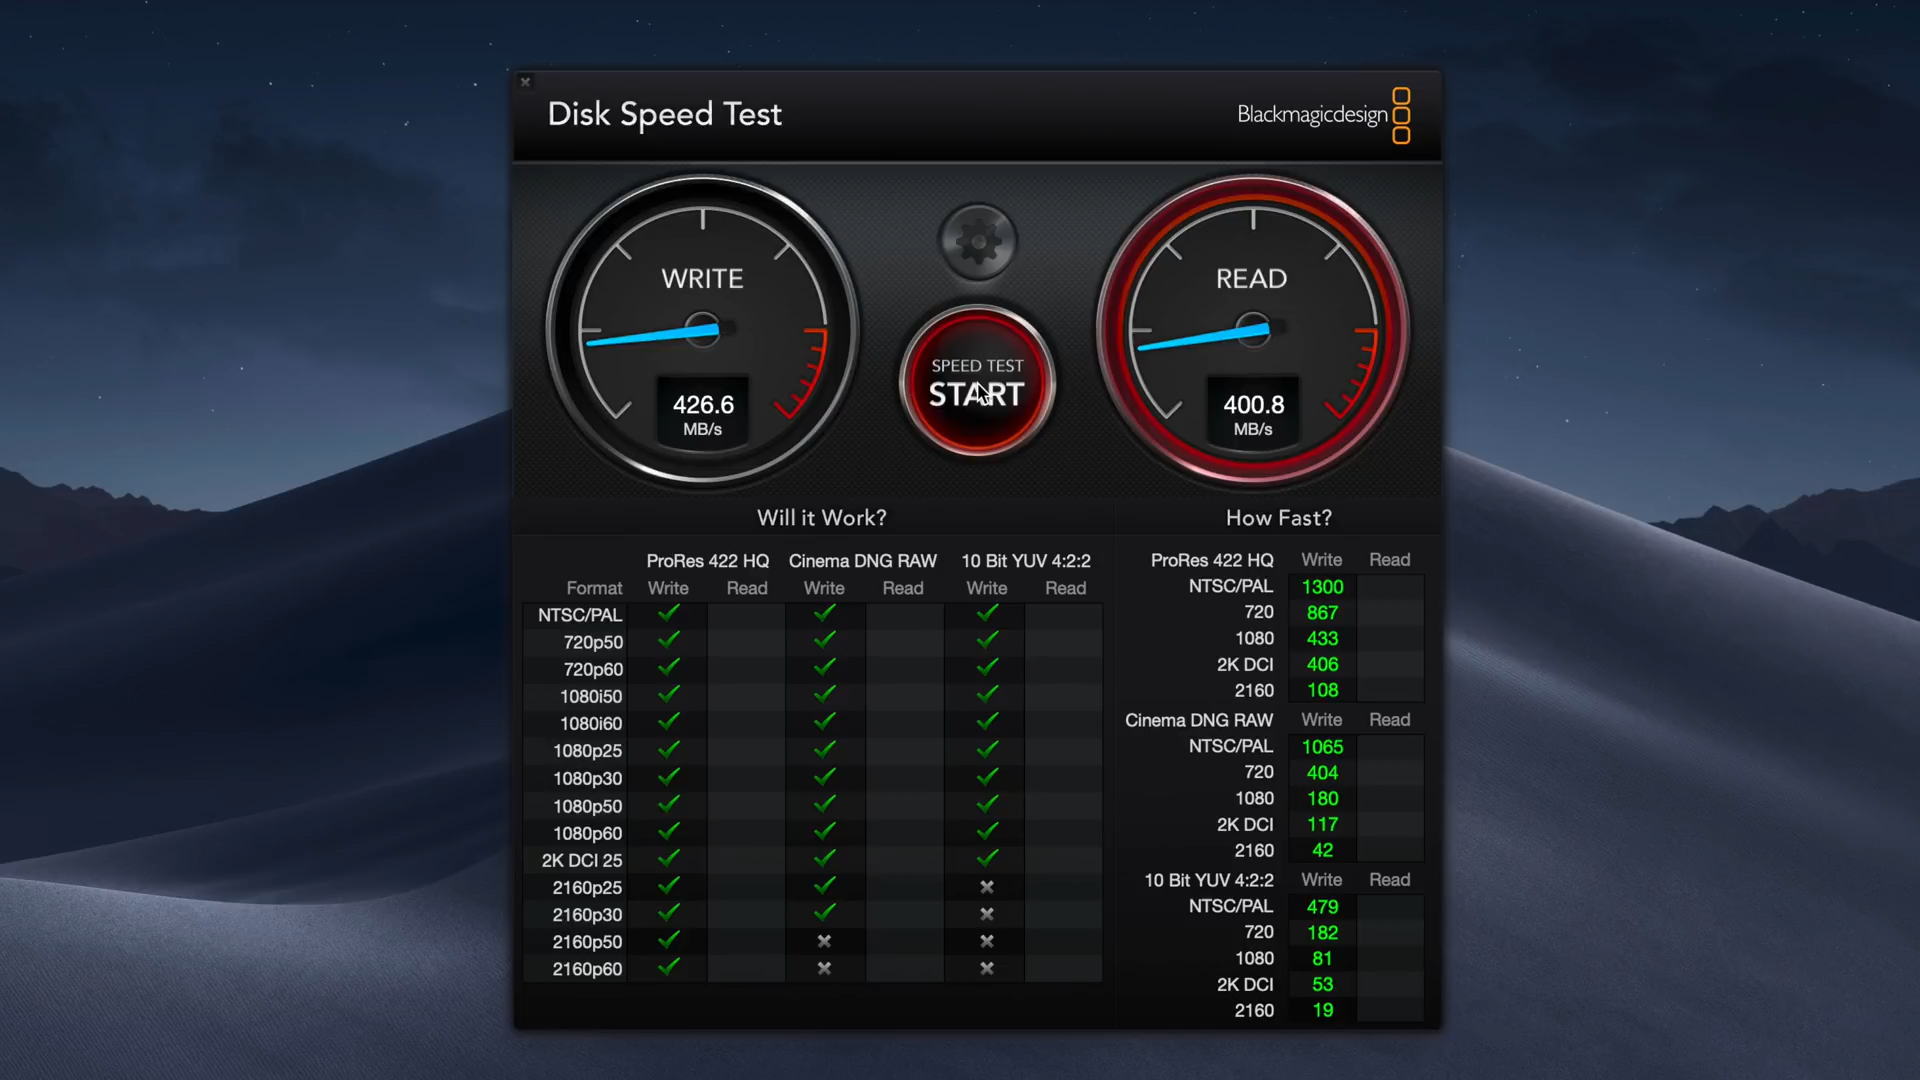 Disk Speed Test
Blackmagicdesign
WRITE
426.6
MB/s
SPEED TEST
START
READ
400.8
MB/s
Will it Work?
ProRes 422 HQ Cinema DNG RAW 10 Bit YUV 4:2:2
Format Write Read Write Read Write Read
NTSC/PAL
720p50
720p60
1080i50
1080i60
1080p25
1080p30
1080p50
1080p60
2K DCI 25
2160p25
2160p30
2160p50
2160p60
How Fast?
ProRes 422 HQ Write Read
NTSC/PAL 1300
720 867
1080 433
2K DCI 406
2160 108
Cinema DNG RAW Write Read
NTSC/PAL 1065
720 404
1080 180
2K DCI 117
2160 42
10 Bit YUV 4:2:2 Write Read
NTSC/PAL 479
720 182
1080 81
2K DCI 53
2160 19